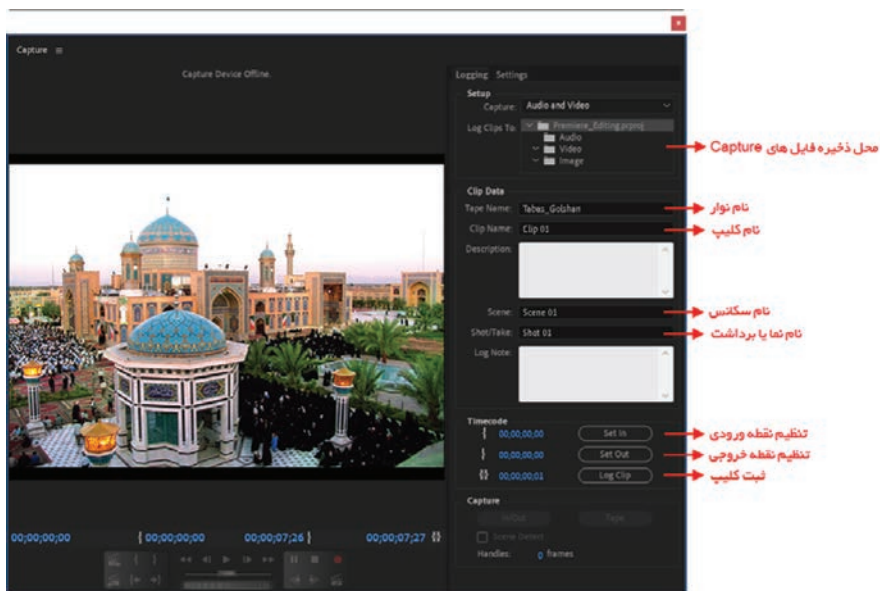 Capture
Capture Device Offline.
Logging Settings
Setup
Capture: Audio and Video
Log Clips To: Premiere_Editing.prproj
Audio
Video
Image
محل ذخیره فایل های Capture
Clip Data
Tape Name: Tabas_Golshan
نام نوار
Clip Name: Clip 01
نام کلیپ
Description:
Scene: Scene 01
نام سکانس
Shot/Take: Shot 01
نام نما یا برداشت
Log Note:
Timecode
{ 00;00;00;00 Set In
تنظیم نقطه ورودی
} 00;00;00;00 Set Out
تنظیم نقطه خروجی
{} 00;00;00;01 Log Clip
ثبت کلیپ
Capture
In/Out Tape
Scene Detect
Handles: 0 frames
00;00;00;00 { 00;00;00;00 00;00;07;26 } 00;00;07;27 {}